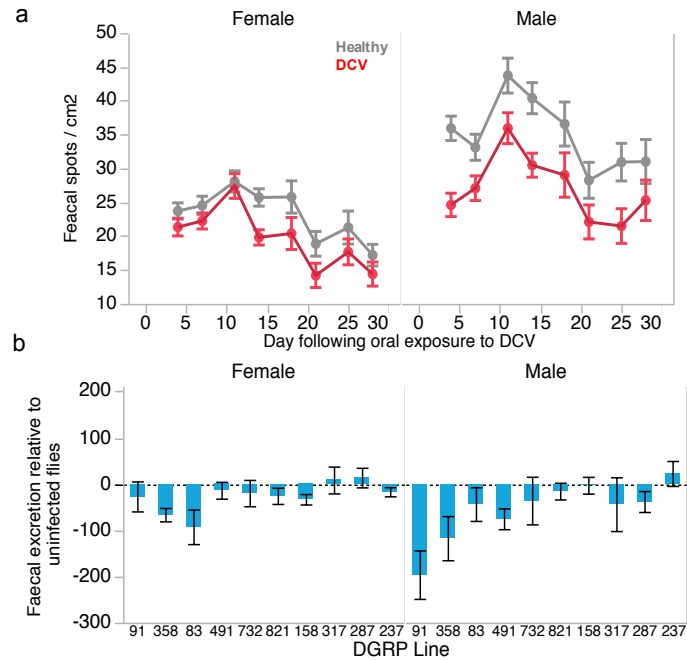 a
Female
Male
Healthy
DCV
Feacal spots / cm2
50
45
40
35
30
25
20
15
10
0 5 10 15 20 25 30
0 5 10 15 20 25 30
Day following oral exposure to DCV
b
Female
Male
Faecal excretion relative to
uninfected flies
200
100
0
-100
-200
-300
91 358 83 491 732 821 158 317 287 237
91 358 83 491 732 821 158 317 287 237
DGRP Line